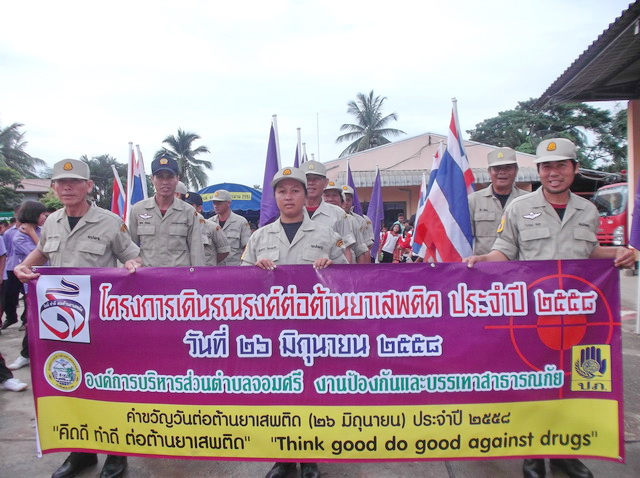 โครงการเดินรณรงค์ต่อต้านยาเสพติด ประจำปี ๒๕๕๘
วันที่ ๒๖ มิถุนายน ๒๕๕๘
องค์การบริหารส่วนตำบลจอมศรี งานป้องกันและบรรเทาสาธารณภัย
ปภ
คำขวัญวันต่อต้านยาเสพติด (๒๖ มิถุนายน) ประจำปี ๒๕๕๘
"คิดดี ทำดี ต่อต้านยาเสพติด" "Think good do good against drugs"